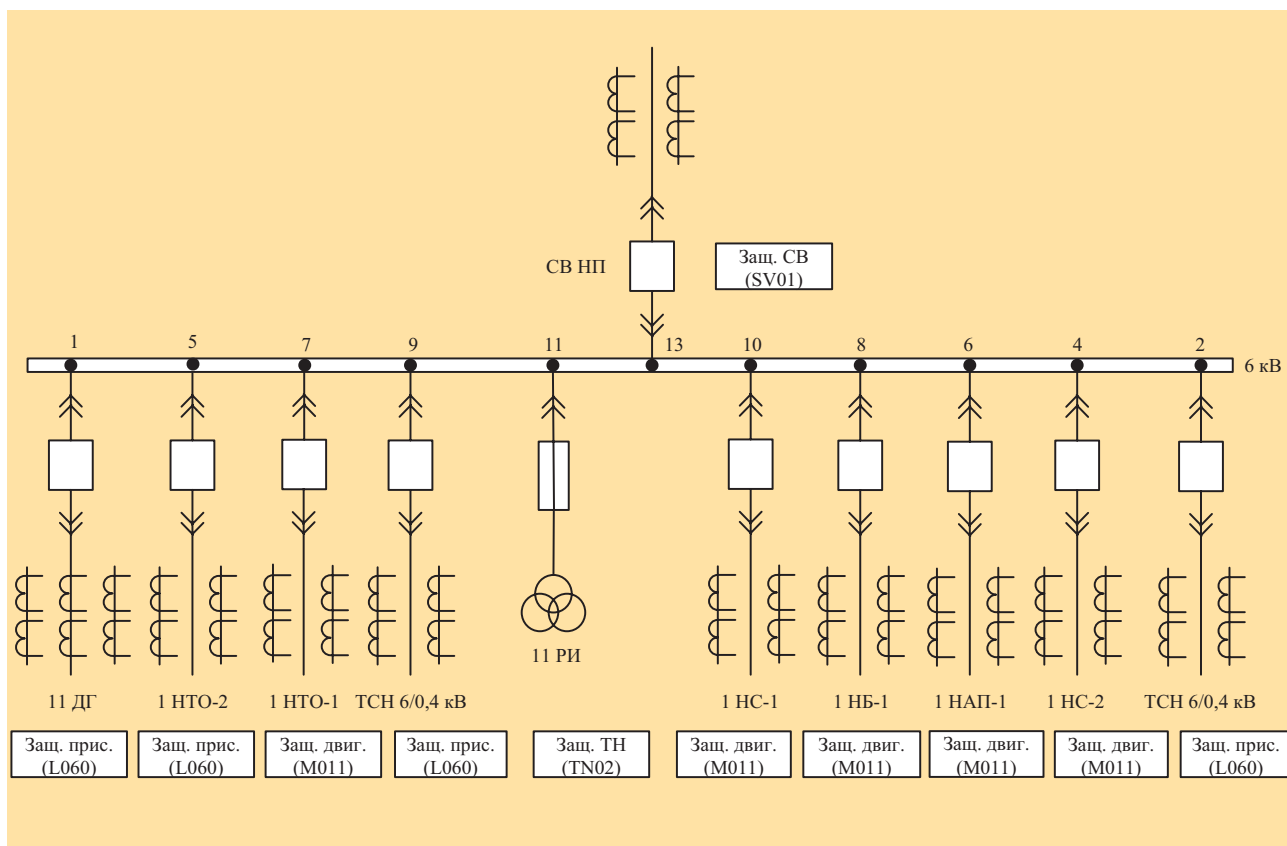 СВ НП
Защ. СВ
(SV01)
1
5
7
9
11
13
10
8
6
4
2
6 кВ
11 РИ
11 ДГ
1 НТО-2
1 НТО-1
ТСН 6/0,4 кВ
1 НС-1
1 НБ-1
1 НАП-1
1 НС-2
ТСН 6/0,4 кВ
Защ. прис.
(L060)
Защ. прис.
(L060)
Защ. двиг.
(M011)
Защ. прис.
(L060)
Защ. ТН
(TN02)
Защ. двиг.
(M011)
Защ. двиг.
(M011)
Защ. двиг.
(M011)
Защ. двиг.
(M011)
Защ. прис.
(L060)